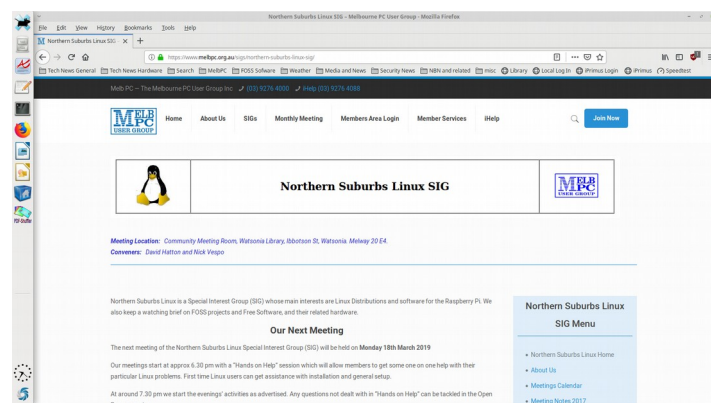 Northern Suburbs Linux SIG – Melbourne PC User Group - Mozilla Firefox
File Edit View History Bookmarks Tools Help
Northern Suburbs Linux SIG
https://www.melbpc.org.au/sigs/northern-suburbs-linux-sig/
Tech News General Tech News Hardware Search MelbPC FOSS Sofware Weather Media and News Security News NBN and related misc Library Local Log In iPrimus Login iPrimus Speedtest
Melb PC — The Melbourne PC User Group Inc (03) 9276 4000 iHelp (03) 9276 4088
MELB PC USER GROUP
Home About Us SIGs Monthly Meeting Members Area Login Member Services iHelp Join Now
Northern Suburbs Linux SIG
MELB PC USER GROUP
PDF-Shuffler
Meeting Location: Community Meeting Room, Watsonia Library, Ibbotson St, Watsonia. Melway 20 E4.
Conveners: David Hatton and Nick Vespo
Northern Suburbs Linux is a Special Interest Group (SIG) whose main interests are Linux Distributions and software for the Raspberry Pi. We
also keep a watching brief on FOSS projects and Free Software, and their related hardware.
Our Next Meeting
The next meeting of the Northern Suburbs Linux Special Interest Group (SIG) will be held on Monday 18th March 2019
Our meetings start at approx 6.30 pm with a "Hands on Help" session which will allow members to get some one on one help with their
particular Linux problems. First time Linux users can get assistance with installation and general setup.
At around 7.30 pm we start the evenings' activities as advertised. Any questions not dealt with in "Hands on Help" can be tackled in the Open
Northern Suburbs Linux
SIG Menu
Northern Suburbs Linux Home
About Us
Meetings Calendar
Meeting Notes 2017